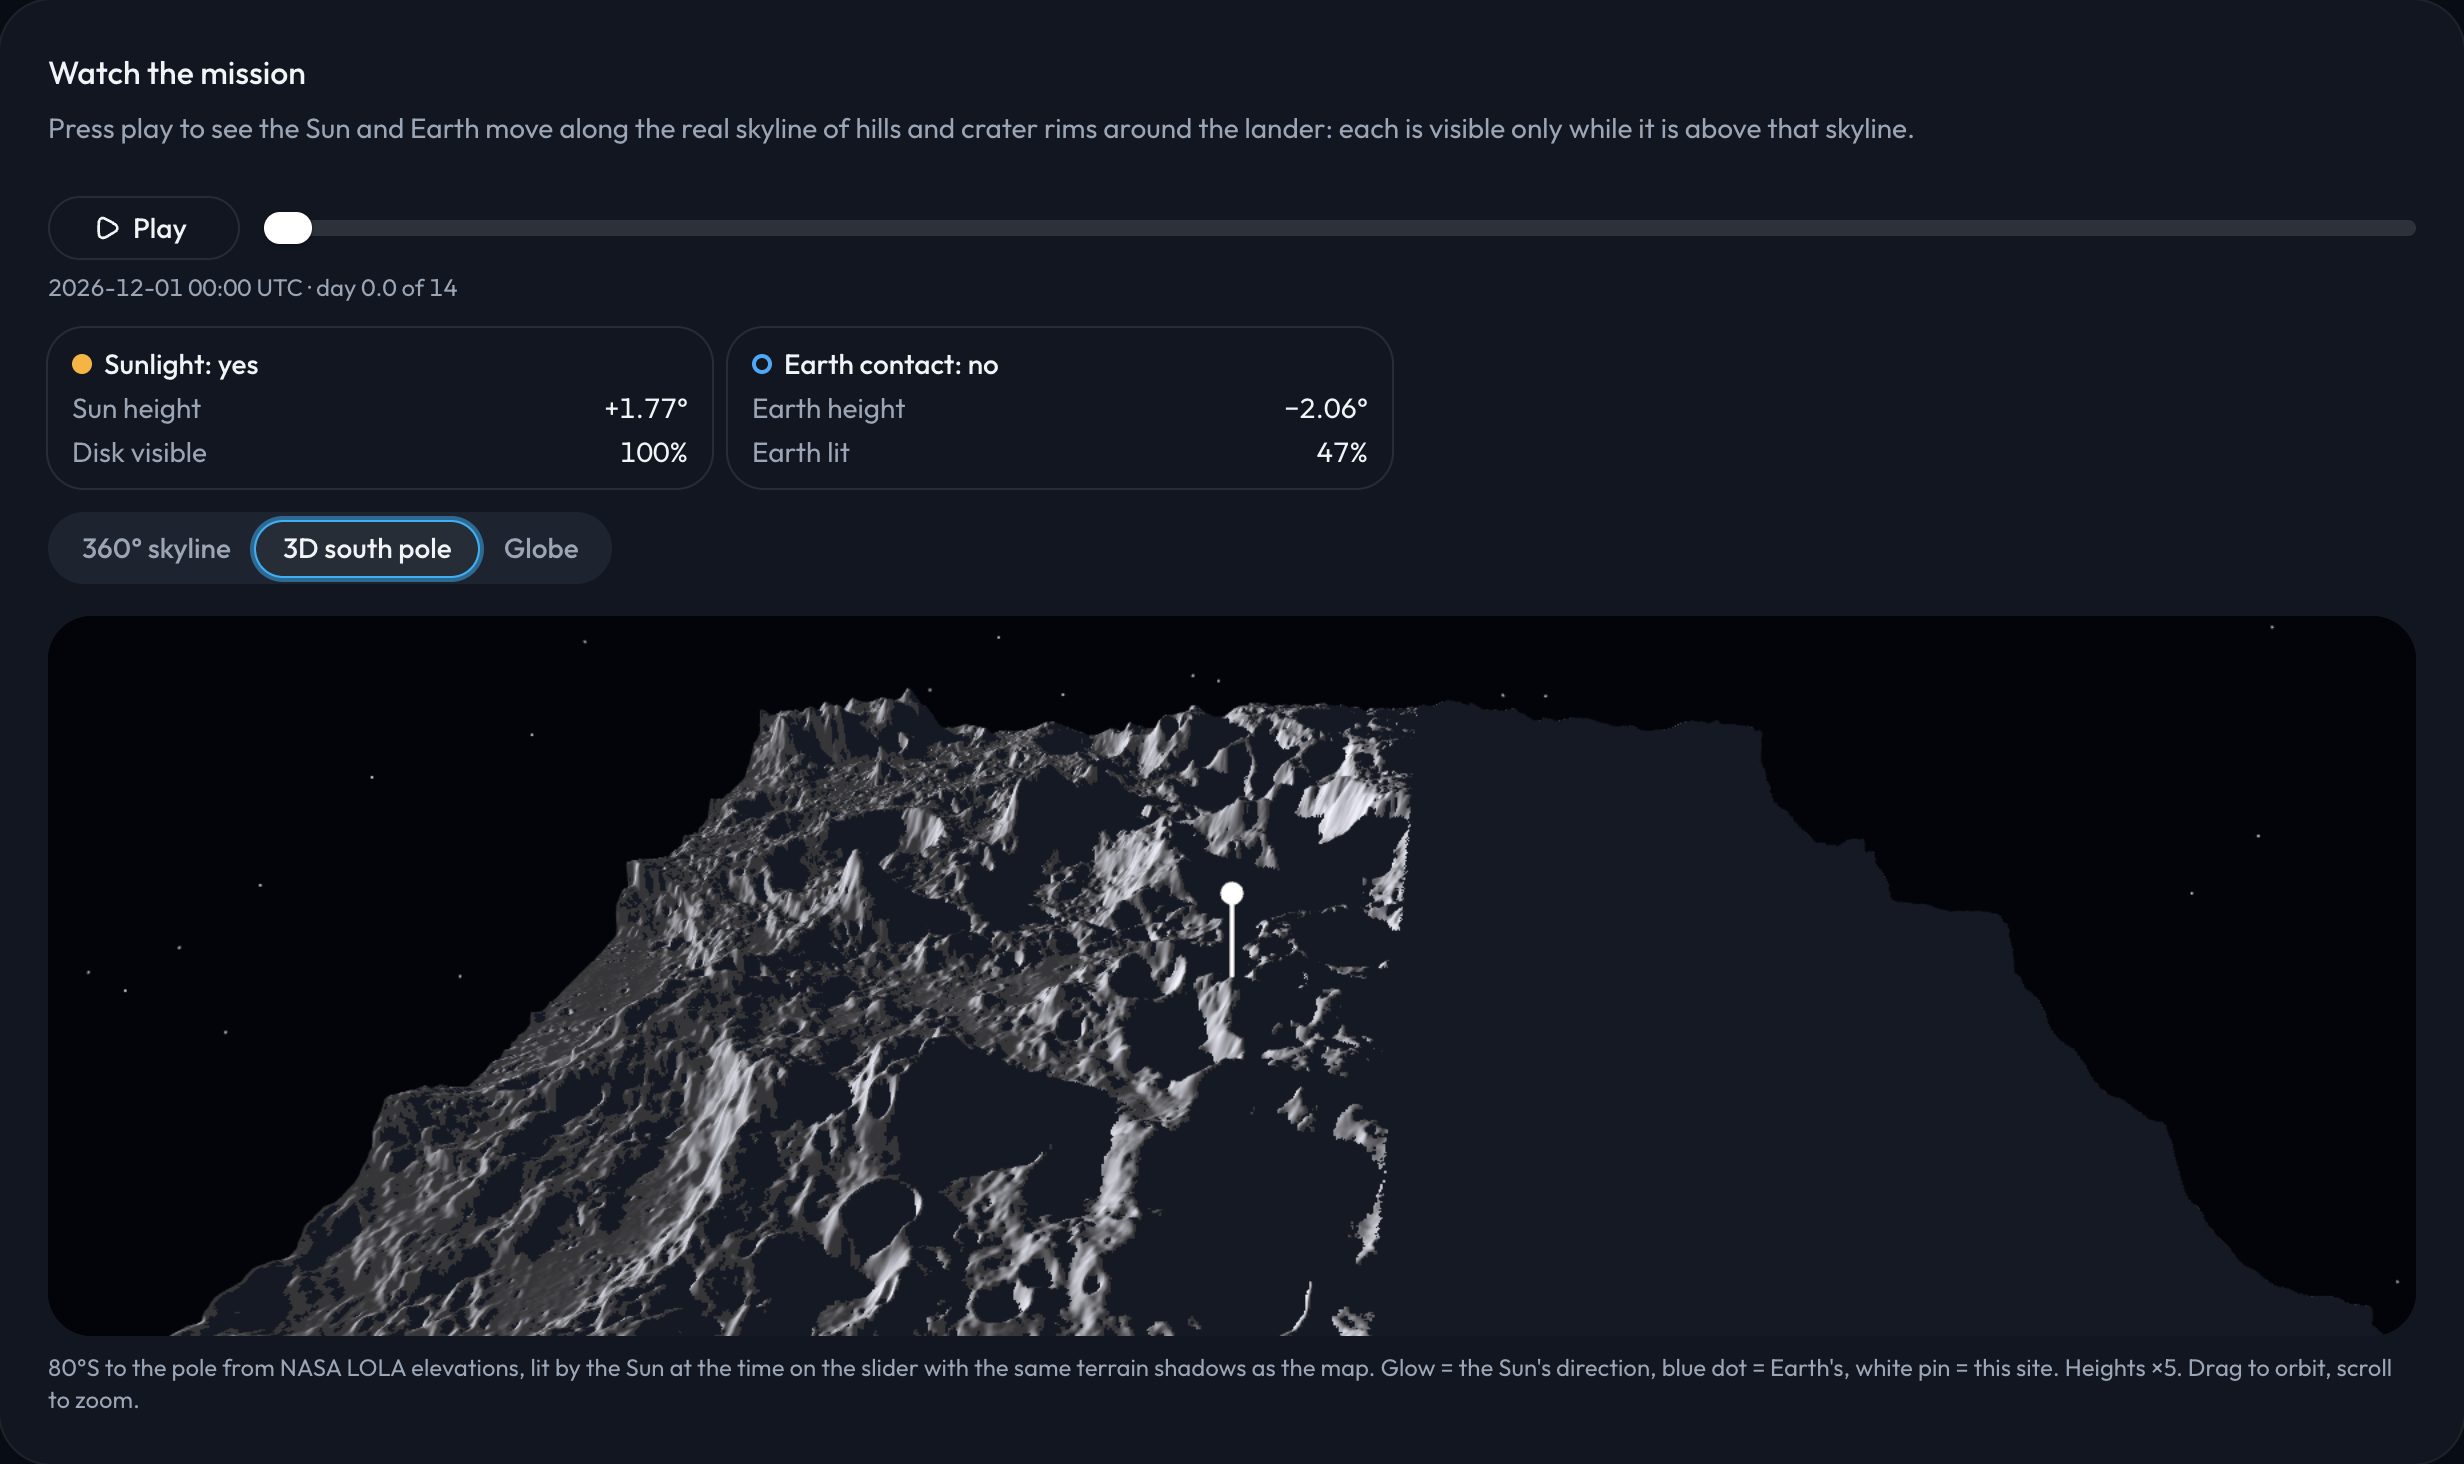 Watch the mission
Press play to see the Sun and Earth move along the real skyline of hills and crater rims around the lander: each is visible only while it is above that skyline.
Play
2026-12-01 00:00 UTC · day 0.0 of 14
Sunlight: yes
Sun height +1.77°
Disk visible 100%
Earth contact: no
Earth height −2.06°
Earth lit 47%
360° skyline 3D south pole Globe
80°S to the pole from NASA LOLA elevations, lit by the Sun at the time on the slider with the same terrain shadows as the map. Glow = the Sun's direction, blue dot = Earth's, white pin = this site. Heights ×5. Drag to orbit, scroll
to zoom.